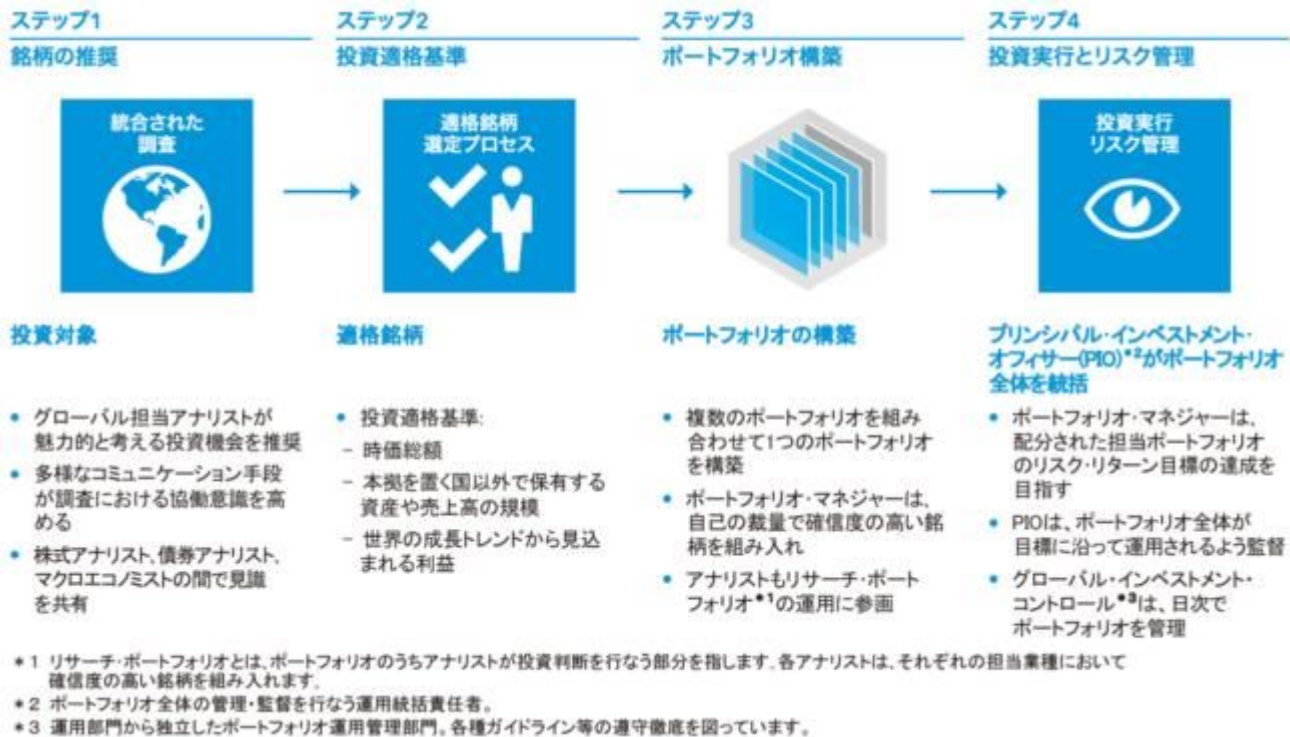 ステップ1
銘柄の推奨
統合された
調査
投資対象
• グローバル担当アナリストが
魅力的と考える投資機会を推奨
• 多様なコミュニケーション手段
が調査における協働意識を高
める
• 株式アナリスト、債券アナリスト、
マクロエコノミストの間で見識
を共有
ステップ2
投資適格基準
適格銘柄
選定プロセス
適格銘柄
• 投資適格基準:
− 時価総額
− 本拠を置く国以外で保有する
資産や売上高の規模
− 世界の成長トレンドから見込
まれる利益
ステップ3
ポートフォリオ構築
ポートフォリオの構築
• 複数のポートフォリオを組み
合わせて1つのポートフォリオ
を構築
• ポートフォリオ・マネジャーは、
自己の裁量で確信度の高い銘
柄を組み入れ
• アナリストもリサーチ・ポート
フォリオ*1の運用に参画
ステップ4
投資実行とリスク管理
投資実行
リスク管理
プリンシパル・インベストメント・
オフィサー(PIO)*2がポートフォリオ
全体を統括
• ポートフォリオ・マネジャーは、
配分された担当ポートフォリオ
のリスク・リターン目標の達成を
目指す
• PIOは、ポートフォリオ全体が
目標に沿って運用されるよう監督
• グローバル・インベストメント・
コントロール*3は、日次で
ポートフォリオを管理
*1 リサーチ・ポートフォリオとは、ポートフォリオのうちアナリストが投資判断を行なう部分を指します。各アナリストは、それぞれの担当業種において
確信度の高い銘柄を組み入れます。
*2 ポートフォリオ全体の管理・監督を行なう運用統括責任者。
*3 運用部門から独立したポートフォリオ運用管理部門。各種ガイドライン等の遵守徹底を図っています。